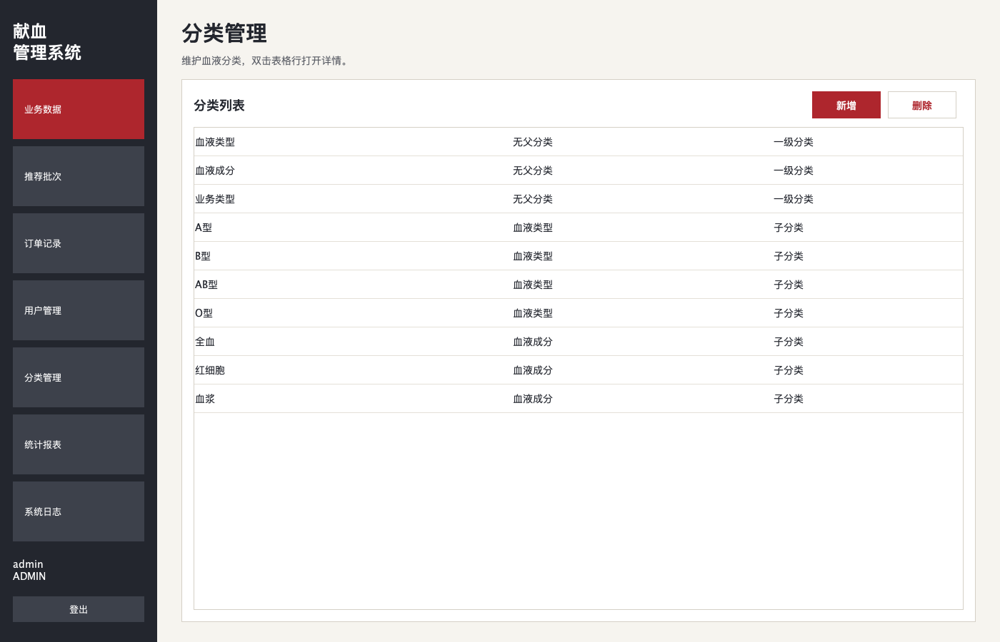 献血
管理系统
业务数据
推荐批次
订单记录
用户管理
分类管理
统计报表
系统日志
admin
ADMIN
登出
分类管理
维护血液分类，双击表格行打开详情。
分类列表 新增 删除
血液类型 无父分类 一级分类
血液成分 无父分类 一级分类
业务类型 无父分类 一级分类
A型 血液类型 子分类
B型 血液类型 子分类
AB型 血液类型 子分类
O型 血液类型 子分类
全血 血液成分 子分类
红细胞 血液成分 子分类
血浆 血液成分 子分类